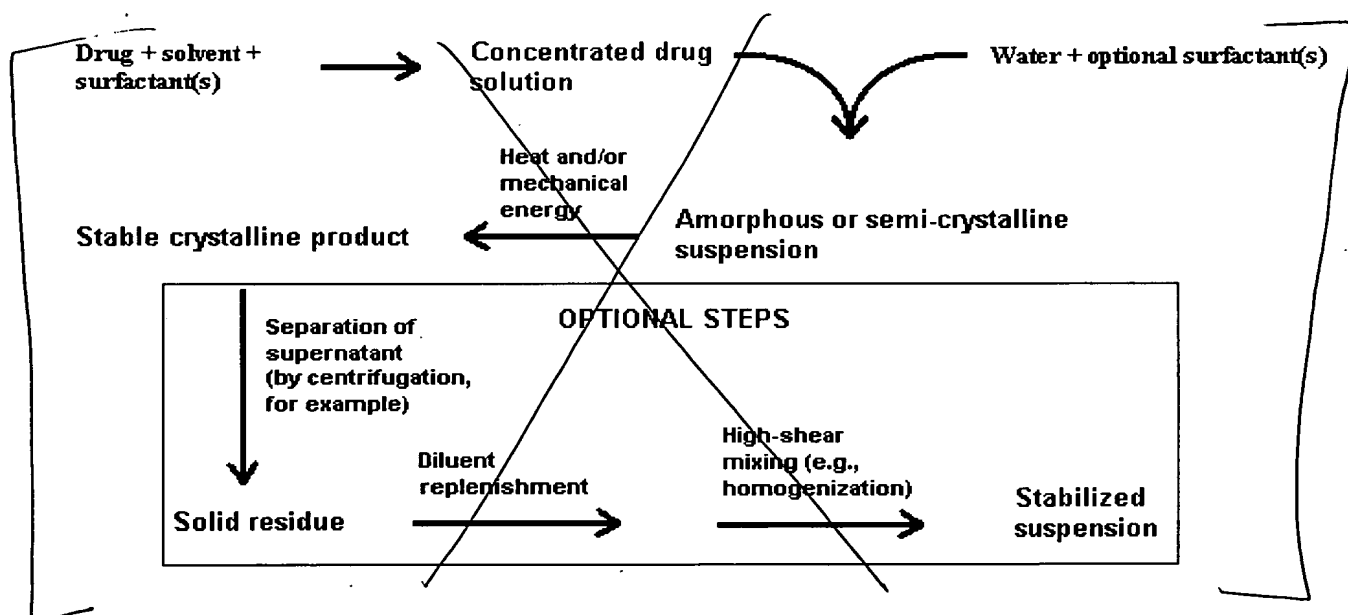 Drug + solvent +
surfactant(s)
Concentrated drug
solution
Water + optional surfactant(s)
Heat and/or
mechanical
energy
Stable crystalline product
Amorphous or semi-crystalline
suspension
OPTIONAL STEPS
Separation of
supernatant
(by centrifugation,
for example)
Diluent
replenishment
High-shear
mixing (e.g.,
homogenization)
Solid residue
Stabilized
suspension